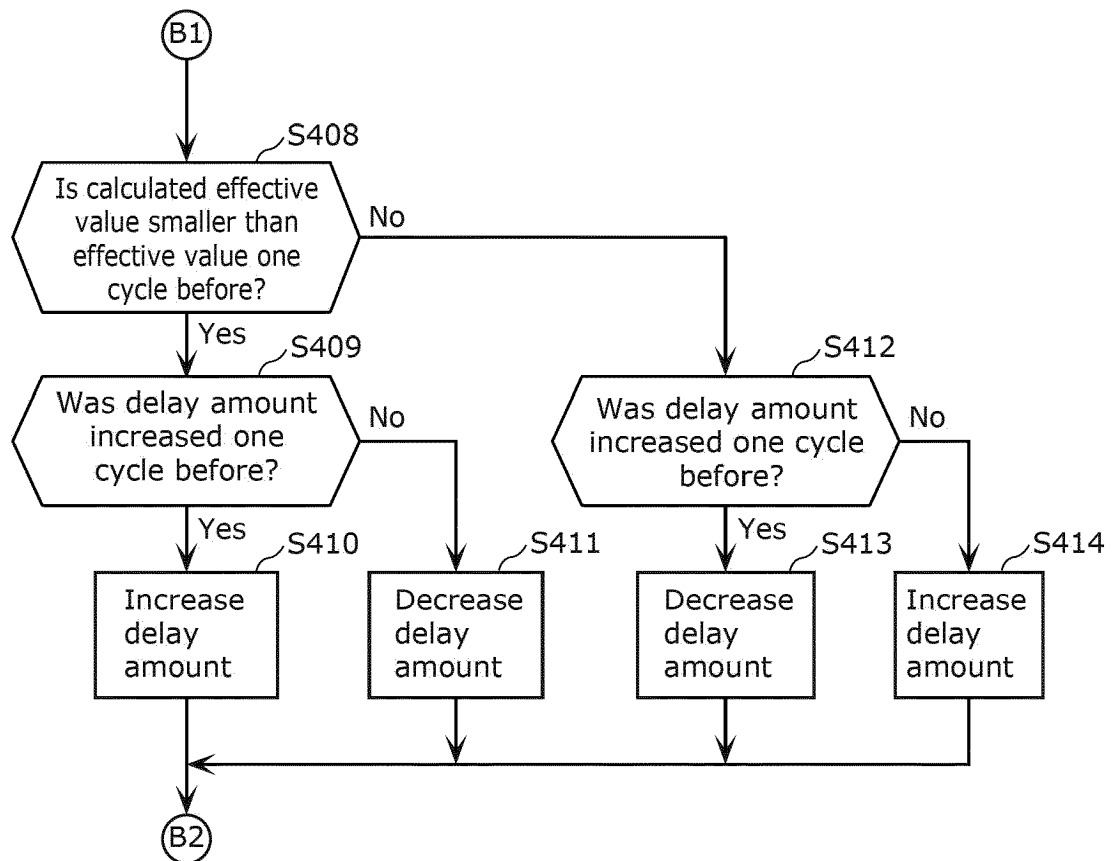 B1
S408
Is calculated effective
value smaller than
effective value one
cycle before?
No
Yes
S409
Was delay amount
increased one
cycle before?
No
Yes
S412
Was delay amount
increased one cycle
before?
No
Yes
S410
Increase
delay
amount
S411
Decrease
delay
amount
S413
Decrease
delay
amount
S414
Increase
delay
amount
B2